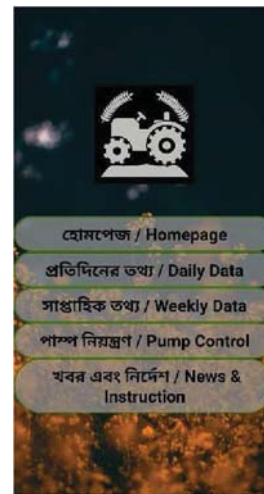 হোমপেজ / Homepage
প্রতিদিনের তথ্য / Daily Data
সাপ্তাহিক তথ্য / Weekly Data
পাম্প নিয়ন্ত্রণ / Pump Control
খবর এবং নির্দেশ / News &
Instruction